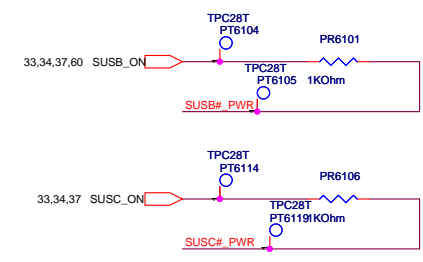 TPC28T
PT6104
PR6101
33,34,37,60 SUSB_ON
TPC28T
PT6105
1KOhm
SUSB#_PWR
TPC28T
PT6114
PR6106
33,34,37 SUSC_ON
TPC28T
PT6119
1KOhm
SUSC#_PWR